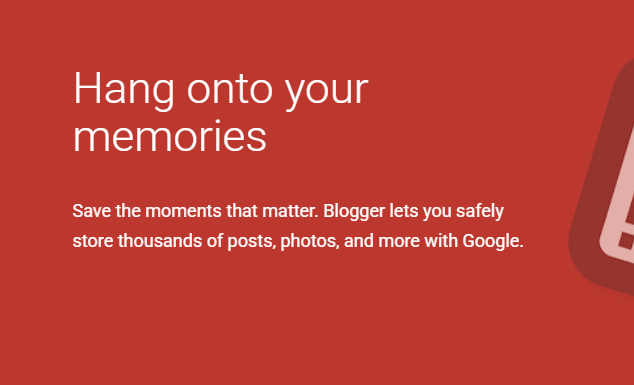 Hang onto your
memories
Save the moments that matter. Blogger lets you safely
store thousands of posts, photos, and more with Google.